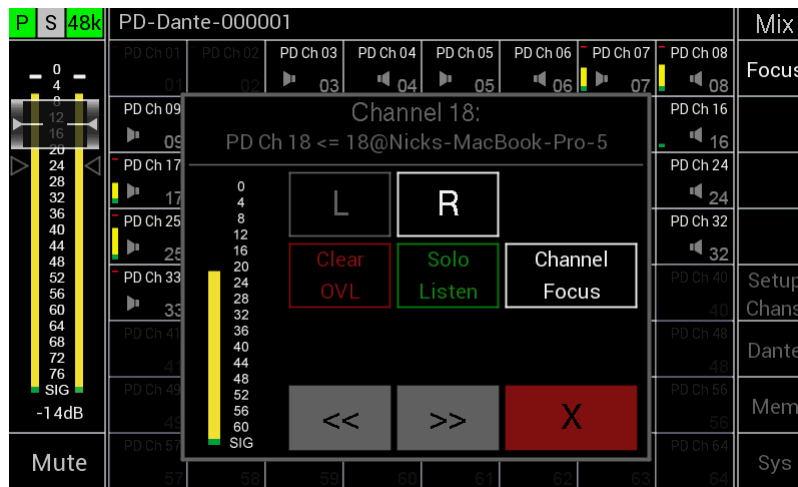 P S 48k PD-Dante-000001 Mix
PD Ch 01 PD Ch 02 PD Ch 03 PD Ch 04 PD Ch 05 PD Ch 06 PD Ch 07 PD Ch 08
01 02 03 04 05 06 07 08
Focus
PD Ch 09 PD Ch 16
09 16
PD Ch 17 PD Ch 24
17 24
PD Ch 25 PD Ch 32
25 32
PD Ch 33 PD Ch 40
33 40
PD Ch 41 PD Ch 48
41 48
PD Ch 49 PD Ch 56
49 56
PD Ch 57 PD Ch 64
57 58 59 60 61 62 63 64
0
4
8
12
16
20
24
28
32
36
40
44
48
52
56
60
64
68
72
76
SIG
-14dB
Mute
Channel 18:
PD Ch 18 <= 18@Nicks-MacBook-Pro-5
0
4
8
12
16
20
24
28
32
36
40
44
48
52
56
60
SIG
L R
Clear
OVL
Solo
Listen
Channel
Focus
<< >> X
Setup
Chans
Dante
Mem
Sys